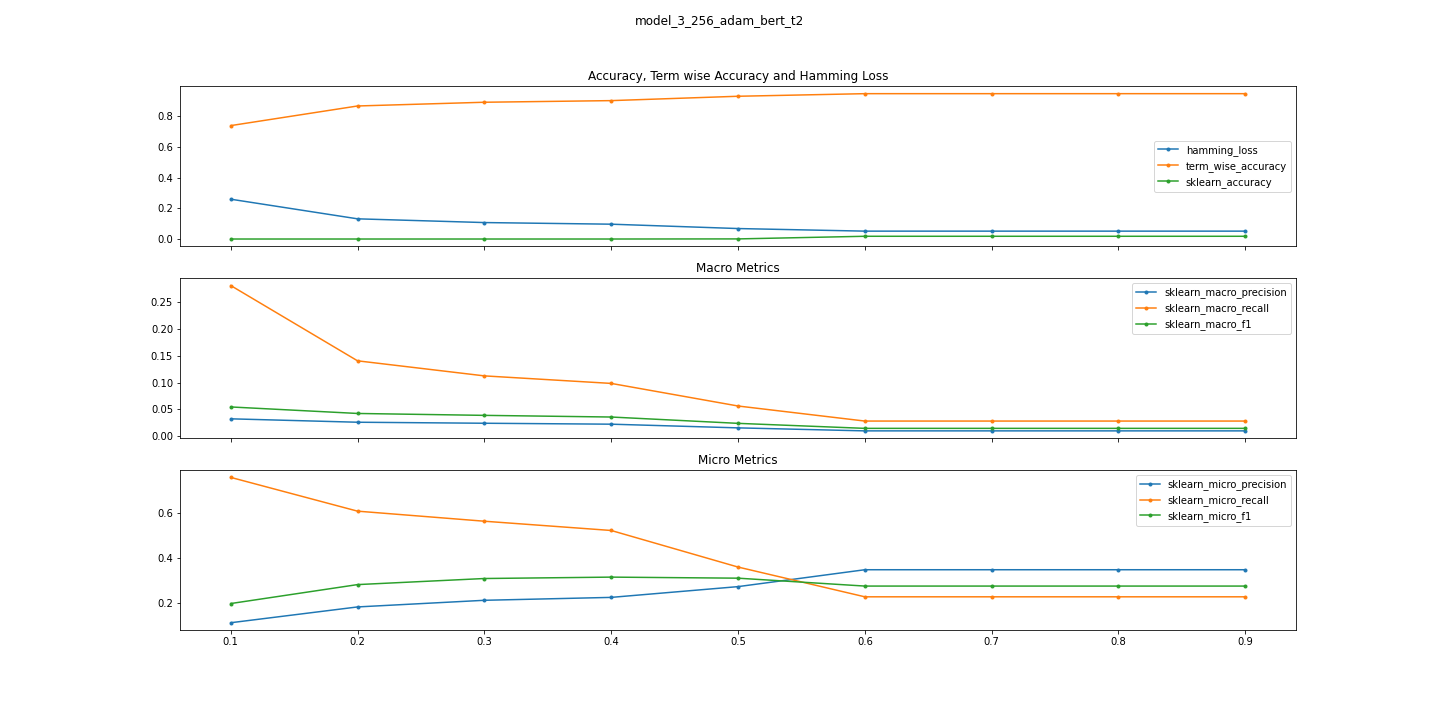 model_3_256_adam_bert_t2
Accuracy, Term wise Accuracy and Hamming Loss
0.8
0.6
0.4
0.2
0.0
hamming_loss
term_wise_accuracy
sklearn_accuracy
Macro Metrics
0.25
0.20
0.15
0.10
0.05
0.00
sklearn_macro_precision
sklearn_macro_recall
sklearn_macro_f1
Micro Metrics
0.6
0.4
0.2
sklearn_micro_precision
sklearn_micro_recall
sklearn_micro_f1
0.1 0.2 0.3 0.4 0.5 0.6 0.7 0.8 0.9